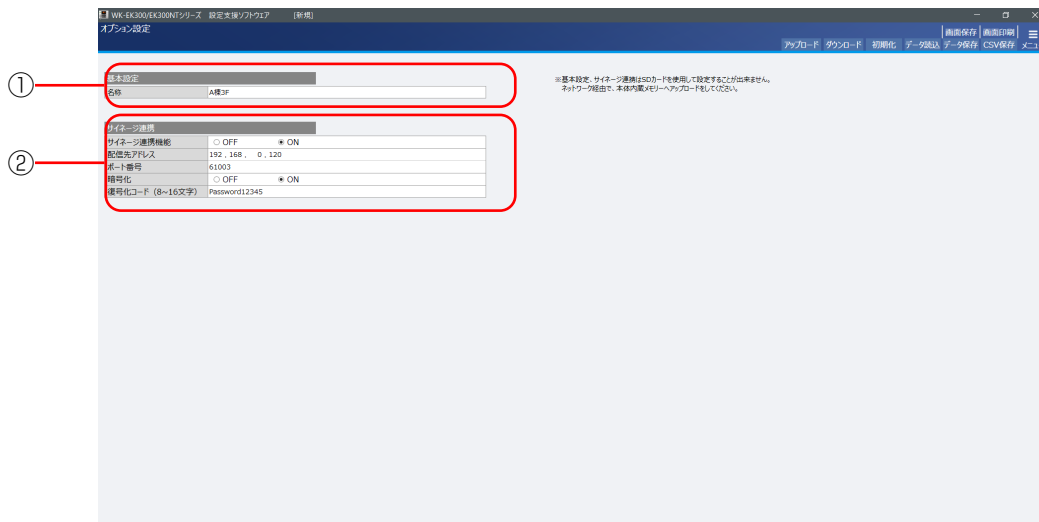 WK-EK300/EK300NTシリーズ 設定支援ソフトウエア [新規]
オプション設定
画面保存 画面印刷
アップロード ダウンロード 初期化 データ読込 データ保存 CSV保存 メニュー
①
基本設定
名称 A棟3F
※基本設定、サイネージ連携はSDカードを使用して設定することが出来ません。
ネットワーク経由で、本体内蔵メモリーへアップロードをしてください。
②
サイネージ連携
サイネージ連携機能 OFF ON
配信先アドレス 192 , 168 , 0 , 120
ポート番号 61003
暗号化 OFF ON
復号化コード (8~16文字) Password12345